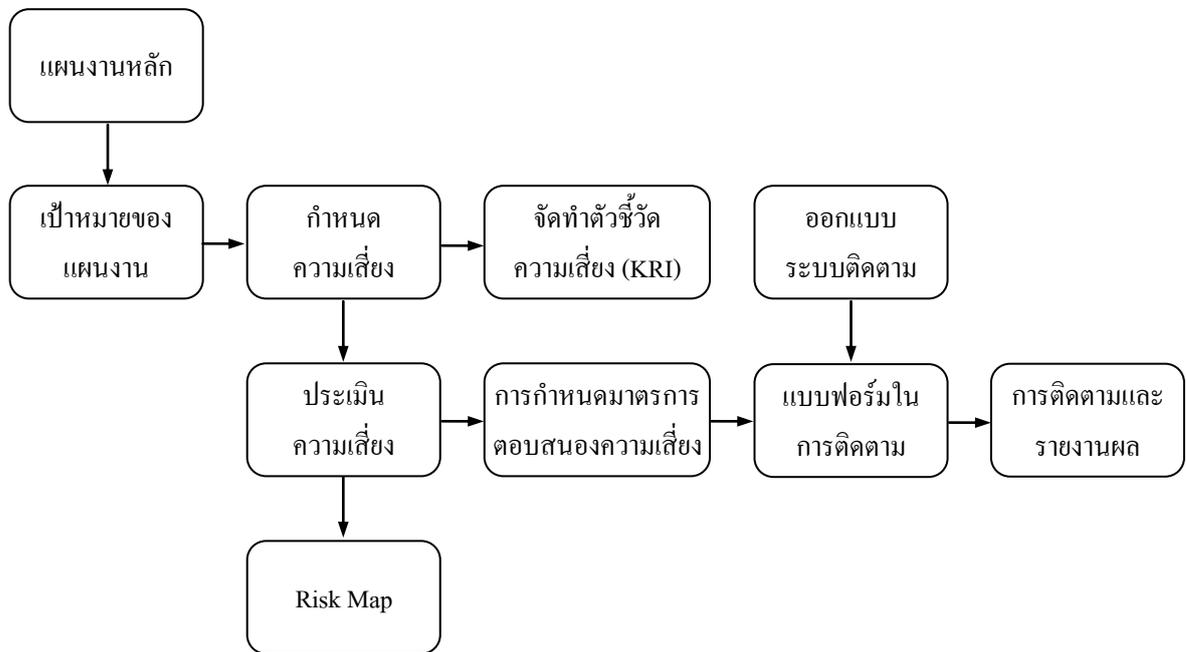 แผนงานหลัก
เป้าหมายของ
แผนงาน
กำหนด
ความเสี่ยง
จัดทำตัวชี้วัด
ความเสี่ยง (KRI)
ออกแบบ
ระบบติดตาม
ประเมิน
ความเสี่ยง
การกำหนดมาตรการ
ตอบสนองความเสี่ยง
แบบฟอร์มใน
การติดตาม
การติดตามและ
รายงานผล
Risk Map